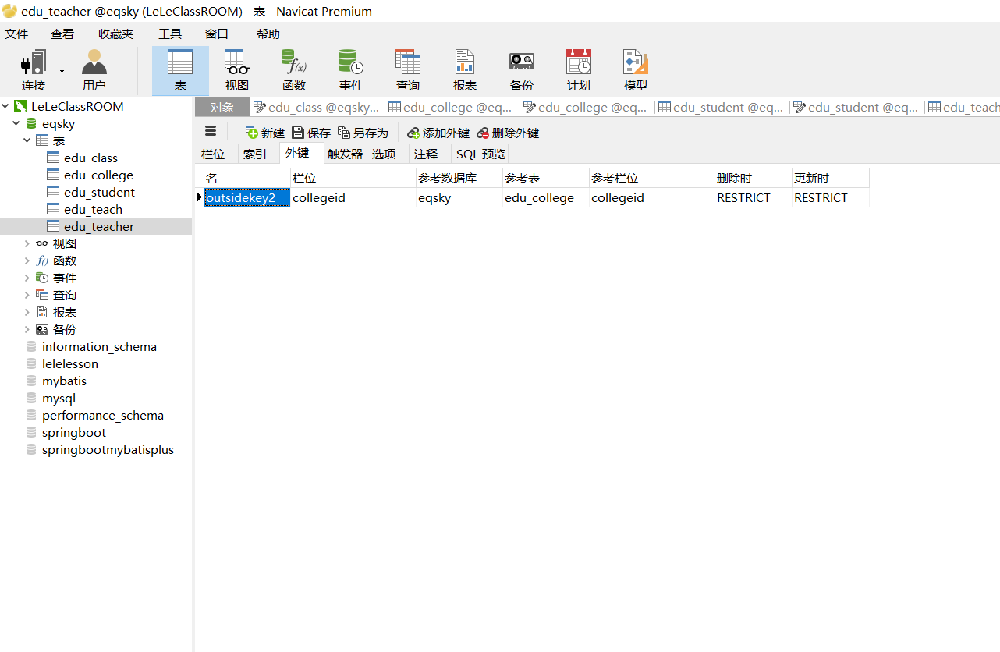 edu_teacher @eqsky (LeLeClassROOM) - 表 - Navicat Premium
文件 查看 收藏夹 工具 窗口 帮助
连接 用户 表 视图 函数 事件 查询 报表 备份 计划 模型
LeLeClassROOM
eqsky
表
edu_class
edu_college
edu_student
edu_teach
edu_teacher
视图
函数
事件
查询
报表
备份
information_schema
lelelesson
mybatis
mysql
performance_schema
springboot
springbootmybatisplus
对象 edu_class @eqsky... edu_college @eq... edu_college @eq... edu_student @eq... edu_student @eq... edu_teach
新建 保存 另存为 添加外键 删除外键
栏位 索引 外键 触发器 选项 注释 SQL 预览
名 栏位 参考数据库 参考表 参考栏位 删除时 更新时
outsidekey2 collegeid eqsky edu_college collegeid RESTRICT RESTRICT